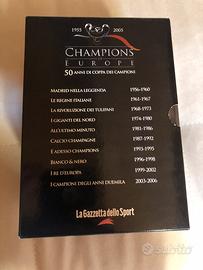 1955 2005
CHAMPIONS
EUROPE
50 ANNI DI COPPA DEI CAMPIONI
MADRID NELLA LEGGENDA 1956-1960
LE REGINE ITALIANE 1961-1967
LA RIVOLUZIONE DEI TULIPANI 1968-1973
I GIGANTI DEL NORD 1974-1980
ALL'ULTIMO MINUTO 1981-1986
CALCIO CHAMPAGNE 1987-1992
E ADESSO CHAMPIONS 1993-1995
BIANCO & NERO 1996-1998
I RE D'EUROPA 1999-2002
I CAMPIONI DEGLI ANNI DUEMILA 2003-2006
La Gazzetta dello Sport
subito